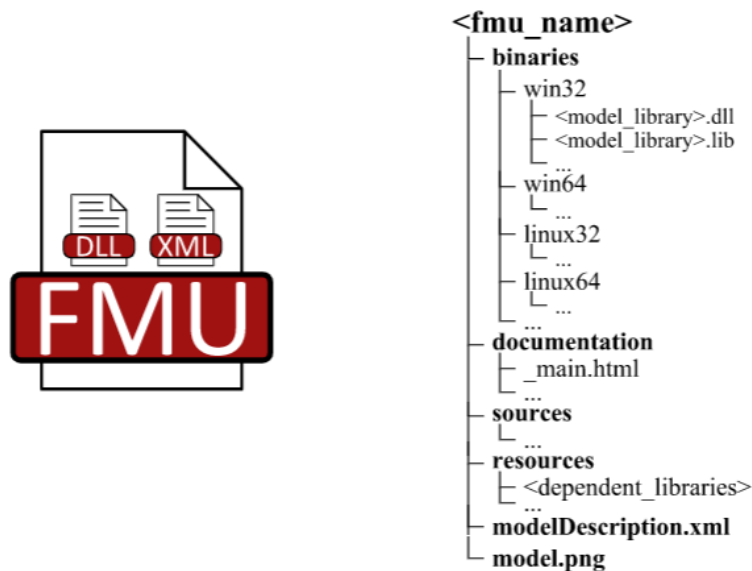 DLL XML
FMU
<fmu_name>
binaries
win32
<model_library>.dll
<model_library>.lib
...
win64
...
linux32
...
linux64
...
...
documentation
_main.html
...
sources
...
resources
<dependent_libraries>
...
modelDescription.xml
model.png